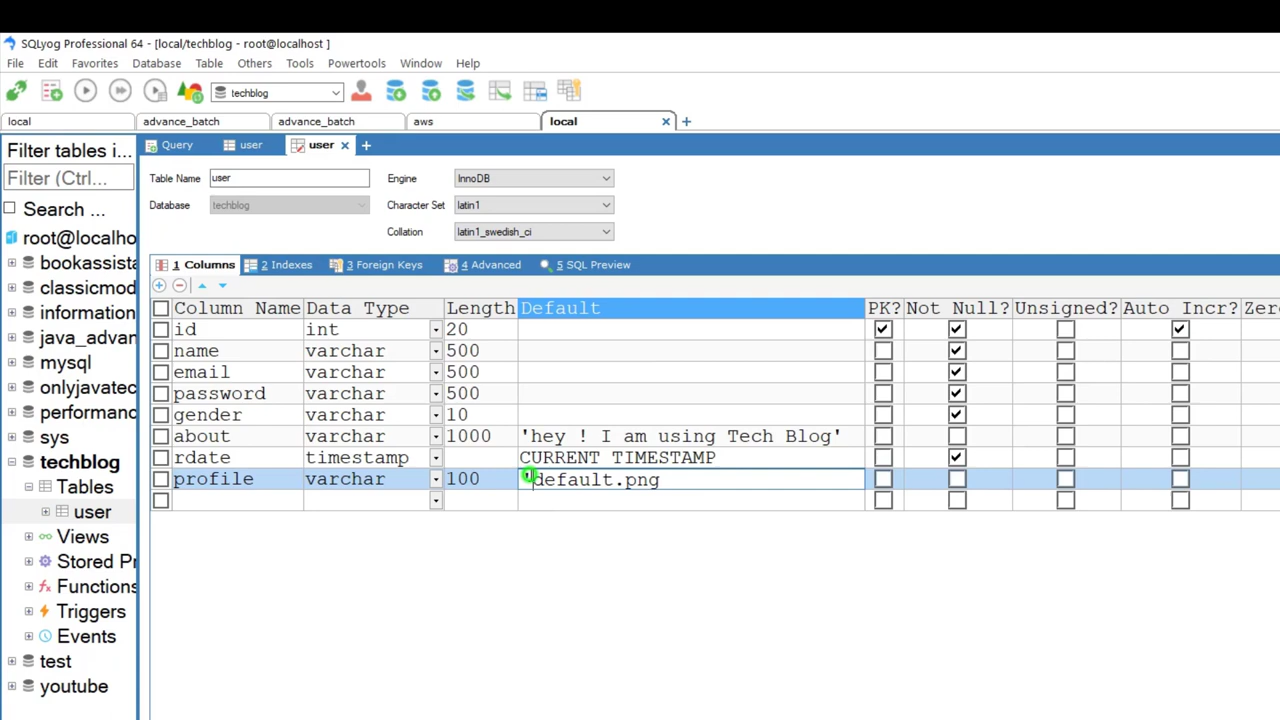 SQLyog Professional 64 - [local/techblog - root@localhost ]
File Edit Favorites Database Table Others Tools Powertools Window Help
techblog
local advance_batch advance_batch aws local
Filter tables i...
Query user user
Filter (Ctrl...
Table Name user Engine InnoDB
Search ...
Database techblog Character Set latin1
Collation latin1_swedish_ci
root@localho
bookassista
classicmod
information
java_advan
mysql
onlyjavatec
performanc
sys
techblog
Tables
user
Views
Stored Pr
Functions
Triggers
Events
test
youtube
1 Columns 2 Indexes 3 Foreign Keys 4 Advanced 5 SQL Preview
Column Name Data Type Length Default PK? Not Null? Unsigned? Auto Incr? Zero
id int 20
name varchar 500
email varchar 500
password varchar 500
gender varchar 10
about varchar 1000 'hey ! I am using Tech Blog'
rdate timestamp CURRENT TIMESTAMP
profile varchar 100 'default.png